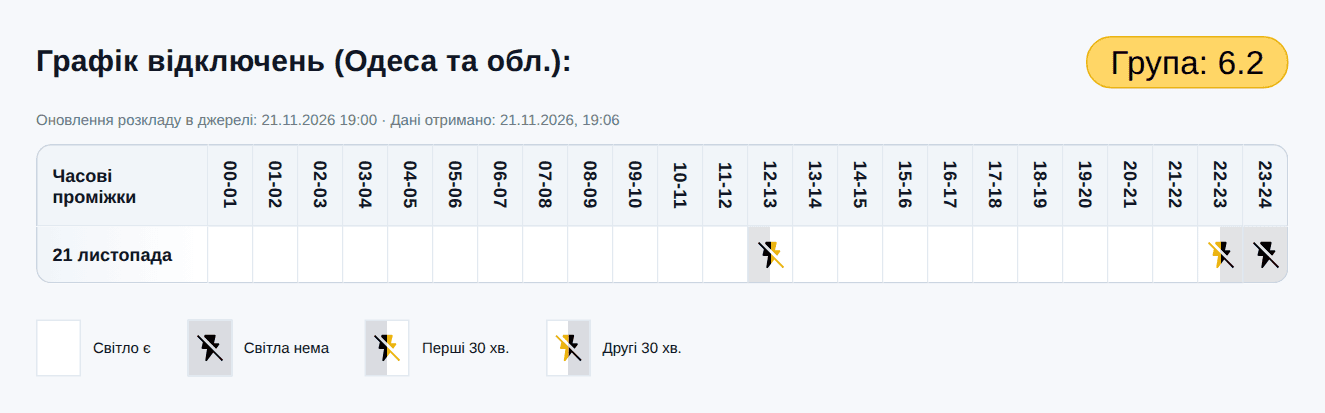 Графік відключень (Одеса та обл.):
Група: 6.2
Оновлення розкладу в джерелі: 21.11.2026 19:00 · Дані отримано: 21.11.2026, 19:06
Часові
проміжки
00-01
01-02
02-03
03-04
04-05
05-06
06-07
07-08
08-09
09-10
10-11
11-12
12-13
13-14
14-15
15-16
16-17
17-18
18-19
19-20
20-21
21-22
22-23
23-24
21 листопада
Світло є
Світла нема
Перші 30 хв.
Другі 30 хв.